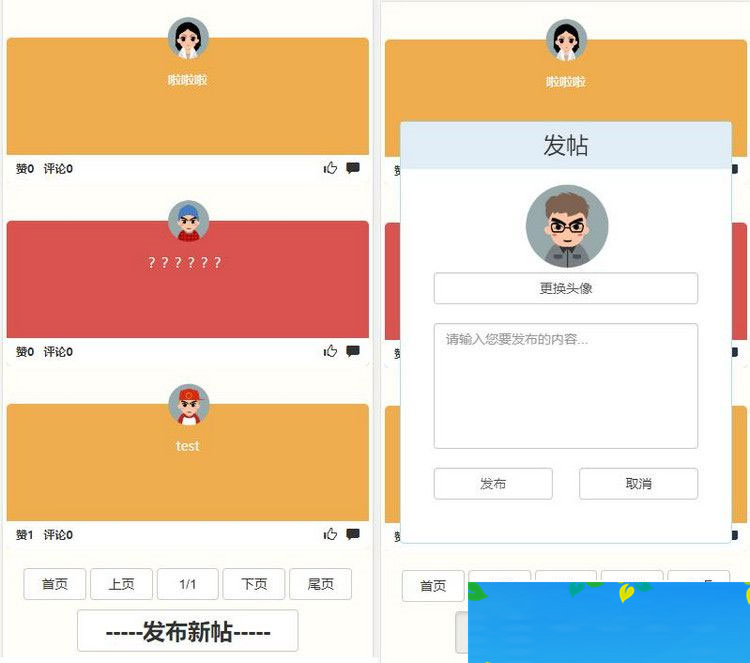 啦啦啦
赞0 评论0
？？？？？？
赞0 评论0
test
赞1 评论0
首页 上页 1/1 下页 尾页
-----发布新帖-----
啦啦啦
发帖
更换头像
请输入您要发布的内容...
发布 取消
首页